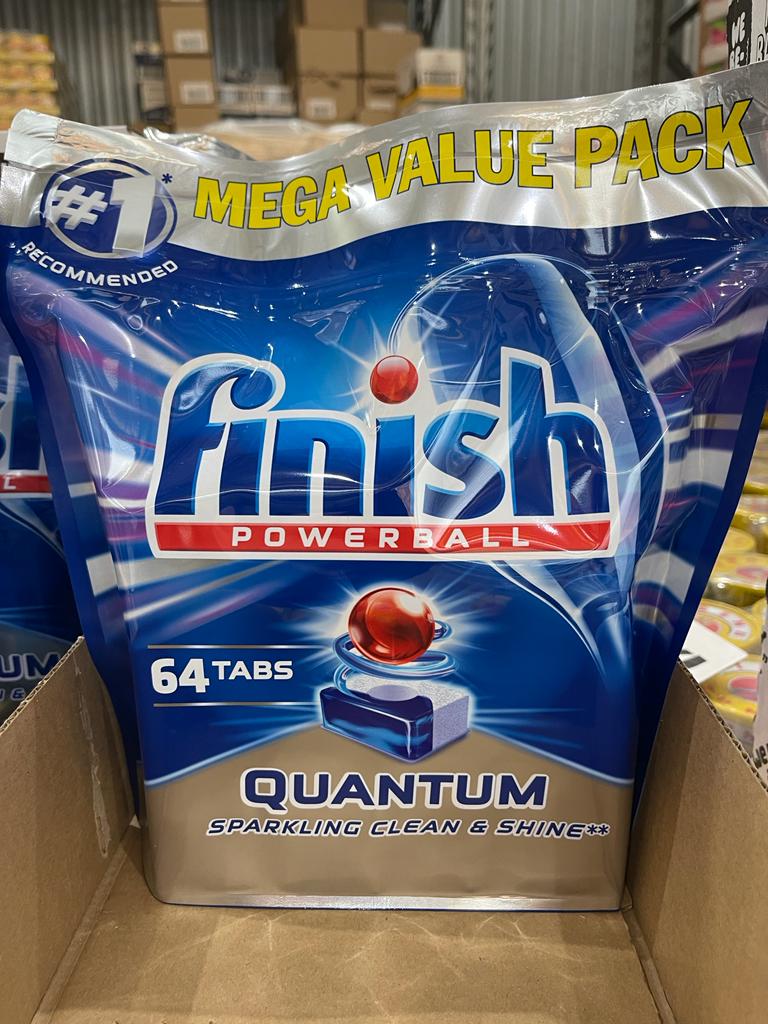 #1*
RECOMMENDED
MEGA VALUE PACK
finish
POWERBALL
64 TABS
QUANTUM
SPARKLING CLEAN & SHINE**